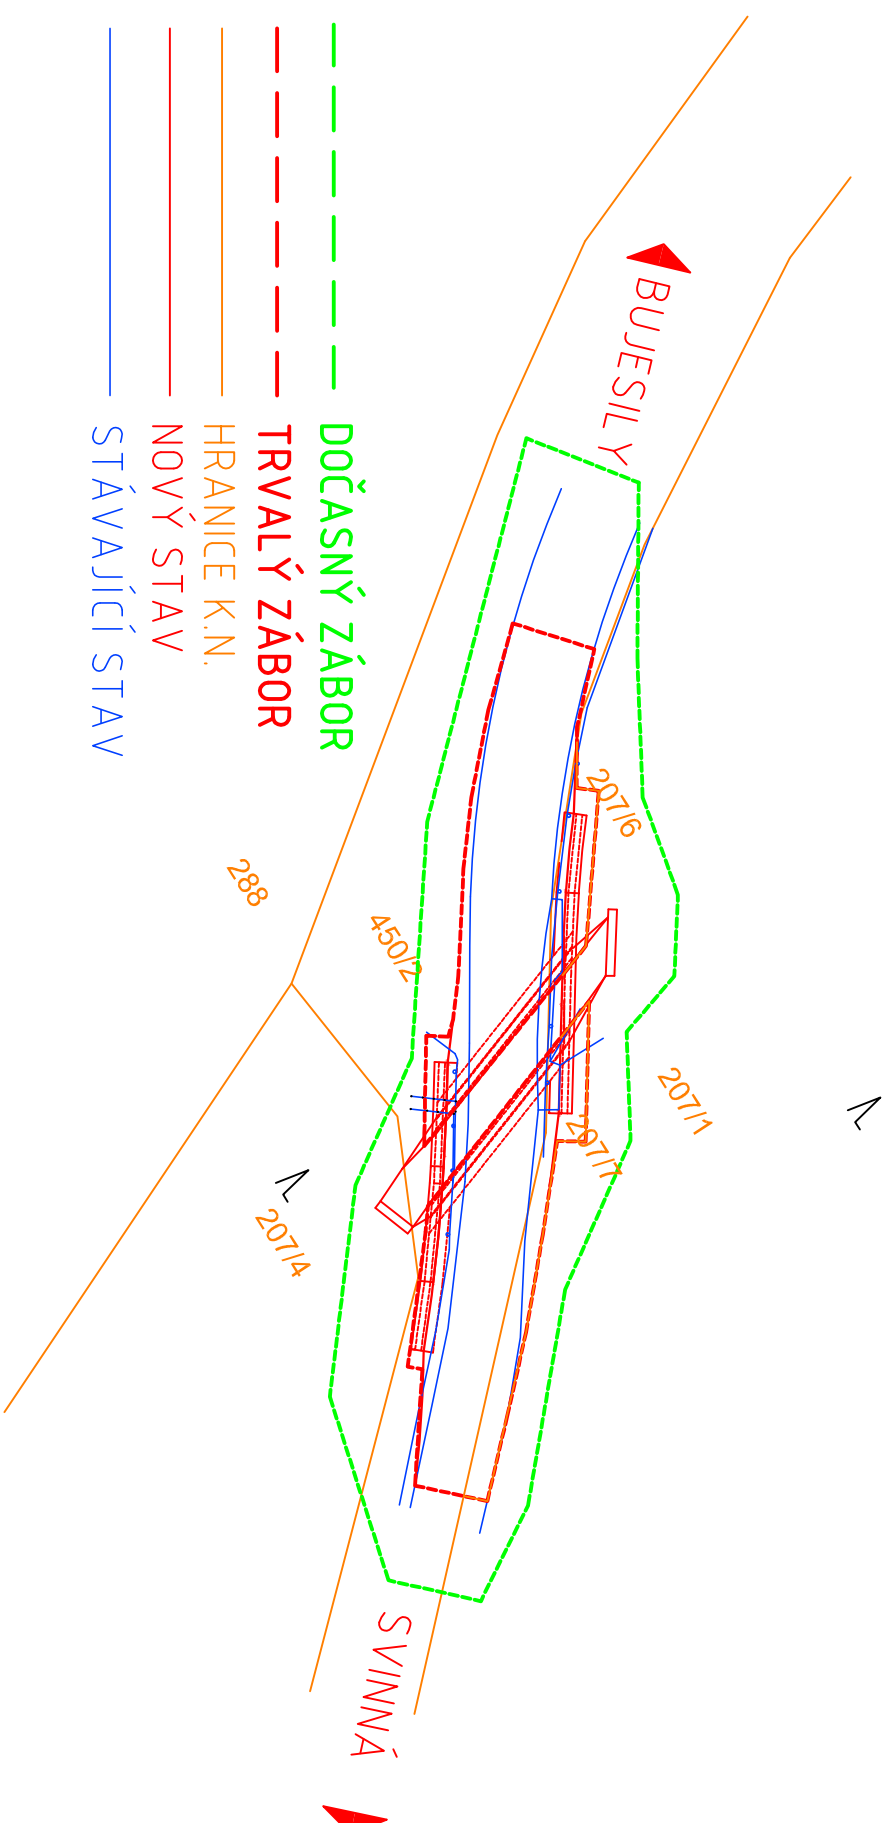 BUJESILY
207/6
288
450/2
207/1
207/7
207/4
SVINNÁ
DOČASNÝ ZÁBOR
TRVALÝ ZÁBOR
HRANICE K.N.
NOVÝ STAV
STÁVAJÍCÍ STAV